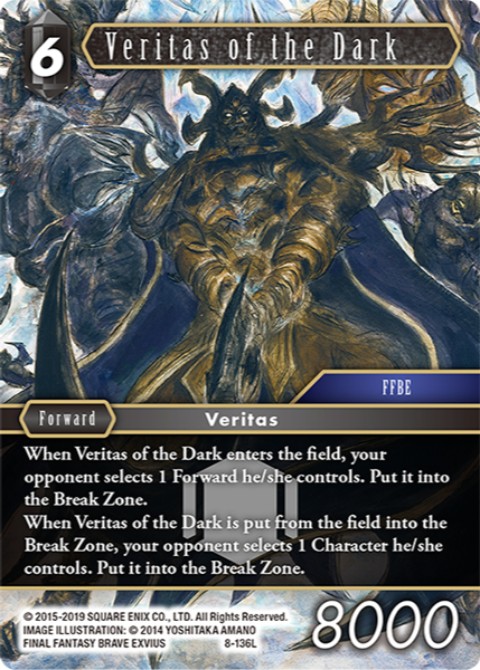 6
Veritas of the Dark
FFBE
Forward
Veritas
When Veritas of the Dark enters the field, your
opponent selects 1 Forward he/she controls. Put it into
the Break Zone.
When Veritas of the Dark is put from the field into the
Break Zone, your opponent selects 1 Character he/she
controls. Put it into the Break Zone.
© 2015-2019 SQUARE ENIX CO., LTD. All Rights Reserved.
IMAGE ILLUSTRATION: © 2014 YOSHITAKA AMANO
FINAL FANTASY BRAVE EXVIUS 8-136L
8000